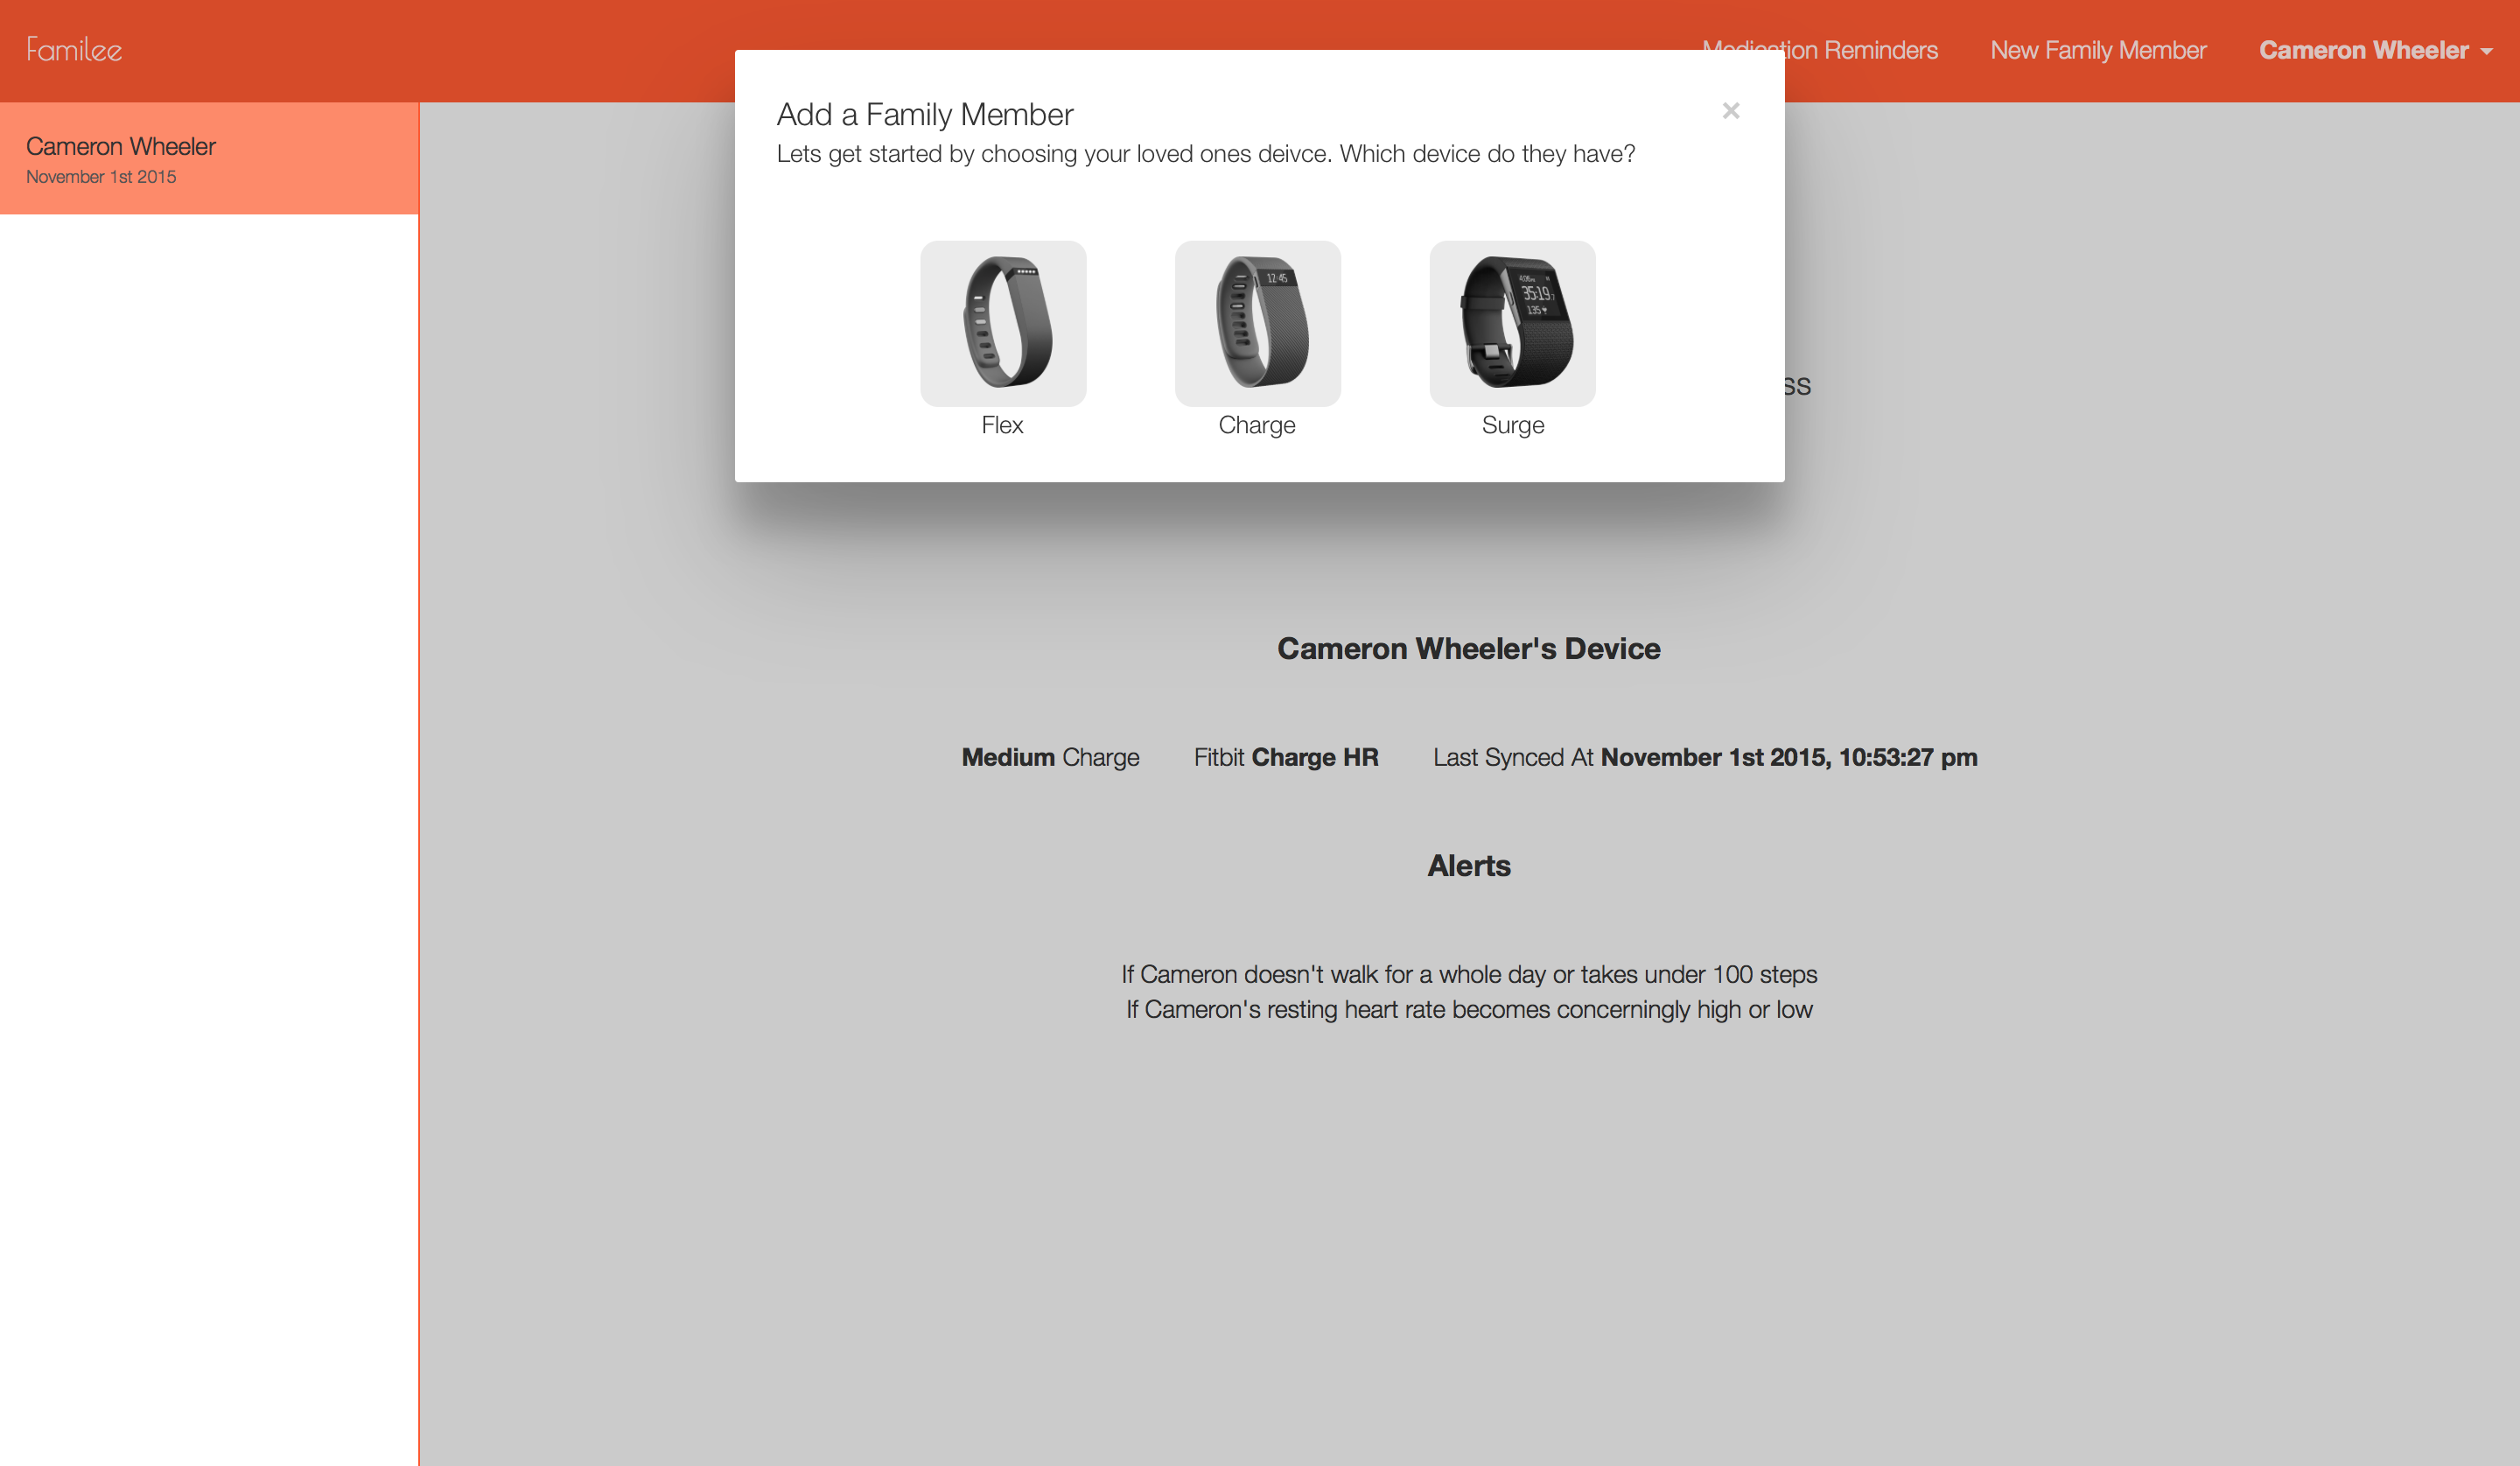 Familee
Medication Reminders
New Family Member
Cameron Wheeler
Cameron Wheeler
November 1st 2015
Add a Family Member
×
Lets get started by choosing your loved ones deivce. Which device do they have?
12:45
35:19
135
Flex
Charge
Surge
Cameron Wheeler's Device
Medium Charge
Fitbit Charge HR
Last Synced At November 1st 2015, 10:53:27 pm
Alerts
If Cameron doesn't walk for a whole day or takes under 100 steps
If Cameron's resting heart rate becomes concerningly high or low